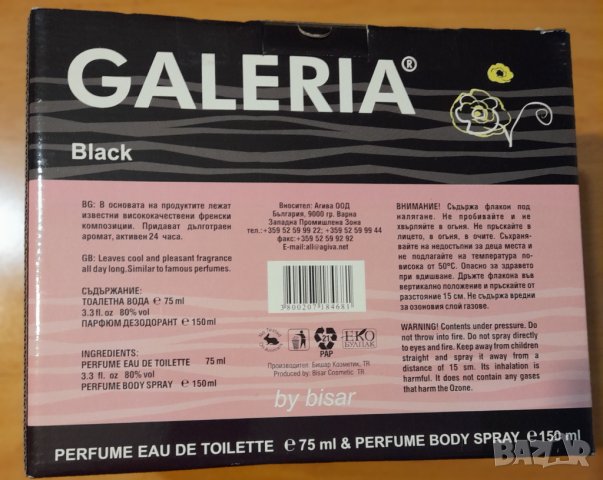 GALERIA®
Black
BG: В основата на продуктите лежат
известни висококачествени френски
композиции. Придават дълготраен
аромат, активен 24 часа.
GB: Leaves cool and pleasant fragrance
all day long.Similar to famous perfumes.
СЪДЪРЖАНИЕ:
ТОАЛЕТНА ВОДА ℮ 75 ml
3.3 fl. oz 80% vol
ПАРФЮМ ДЕЗОДОРАНТ ℮ 150 ml
INGREDIENTS:
PERFUME EAU DE TOILETTE 75 ml
3.3 fl. oz 80% vol
PERFUME BODY SPRAY ℮ 150 ml
Вносител: Агива ООД
България, 9000 гр. Варна
Западна Промишлена Зона
тел.:+359 52 59 99 22; +359 52 59 99 44
факс:+359 52 59 92 92
E-mail:all@agiva.net
3800207184681
21
PAP
ЕКО
БУЛПАК
Производител: Бишар Козметик, TR
Produced by: Bisar Cosmetic ,TR
by bisar
ВНИМАНИЕ! Съдържа флакон под
налягане. Не пробивайте и не
хвърляйте в огъня. Не пръскайте в
лицето, в огъня, в очите. Съхраня-
вайте на недостъпни за деца места и
не подлагайте на температура по-
висока от 50°C. Опасно за здравето
при вдишване. Дръжте флакона във
вертикално положение и пръскайте от
разстояние 15 см. Не съдържа вредни
за озоновия слой газове.
WARNING! Contents under pressure. Do
not throw into fire. Do not spray directly
to eyes and fire. Keep away from children
straight and spray it away from a
distance of 15 sm. Its inhalation is
harmful. It does not contain any gases
that harm the Ozone.
PERFUME EAU DE TOILETTE ℮ 75 ml & PERFUME BODY SPRAY ℮ 150 ml
BAZAR